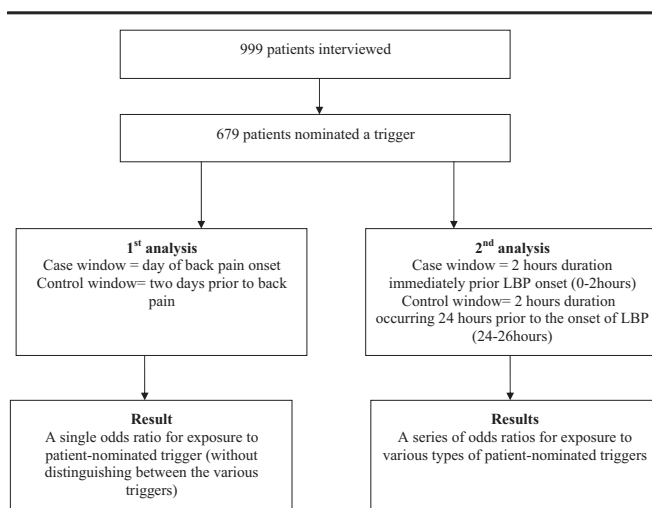 999 patients interviewed
679 patients nominated a trigger
1st analysis
Case window = day of back pain onset
Control window= two days prior to back
pain
2nd analysis
Case window = 2 hours duration
immediately prior LBP onset (0-2hours)
Control window= 2 hours duration
occurring 24 hours prior to the onset of LBP
(24-26hours)
Result
A single odds ratio for exposure to
patient-nominated trigger (without
distinguishing between the various
triggers)
Results
A series of odds ratios for exposure to
various types of patient-nominated triggers